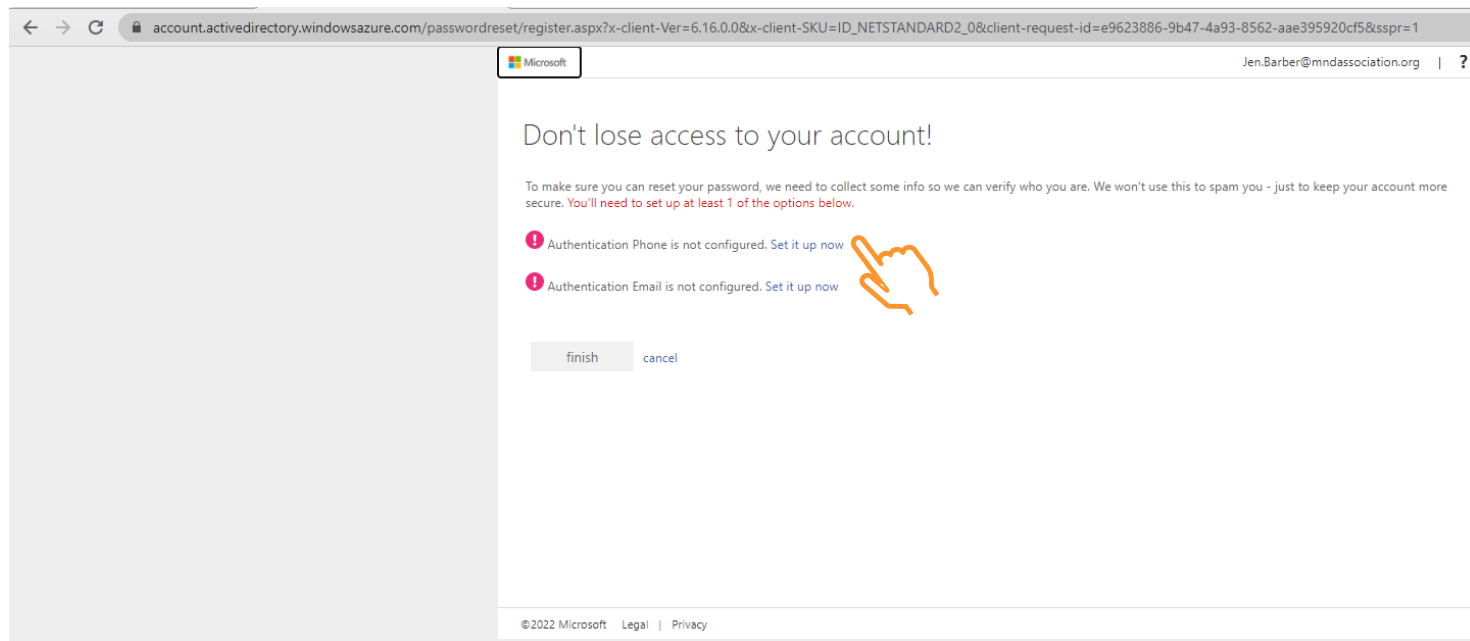 account.activedirectory.windowsazure.com/passwordreset/register.aspx?x-client-Ver=6.16.0.0&x-client-SKU=ID_NETSTANDARD2_0&client-request-id=e9623886-9b47-4a93-8562-aae395920cf5&sspr=1
Microsoft
Jen.Barber@mndassociation.org | ?
Don't lose access to your account!
To make sure you can reset your password, we need to collect some info so we can verify who you are. We won't use this to spam you - just to keep your account more
secure. You'll need to set up at least 1 of the options below.
! Authentication Phone is not configured. Set it up now
! Authentication Email is not configured. Set it up now
finish cancel
©2022 Microsoft Legal | Privacy